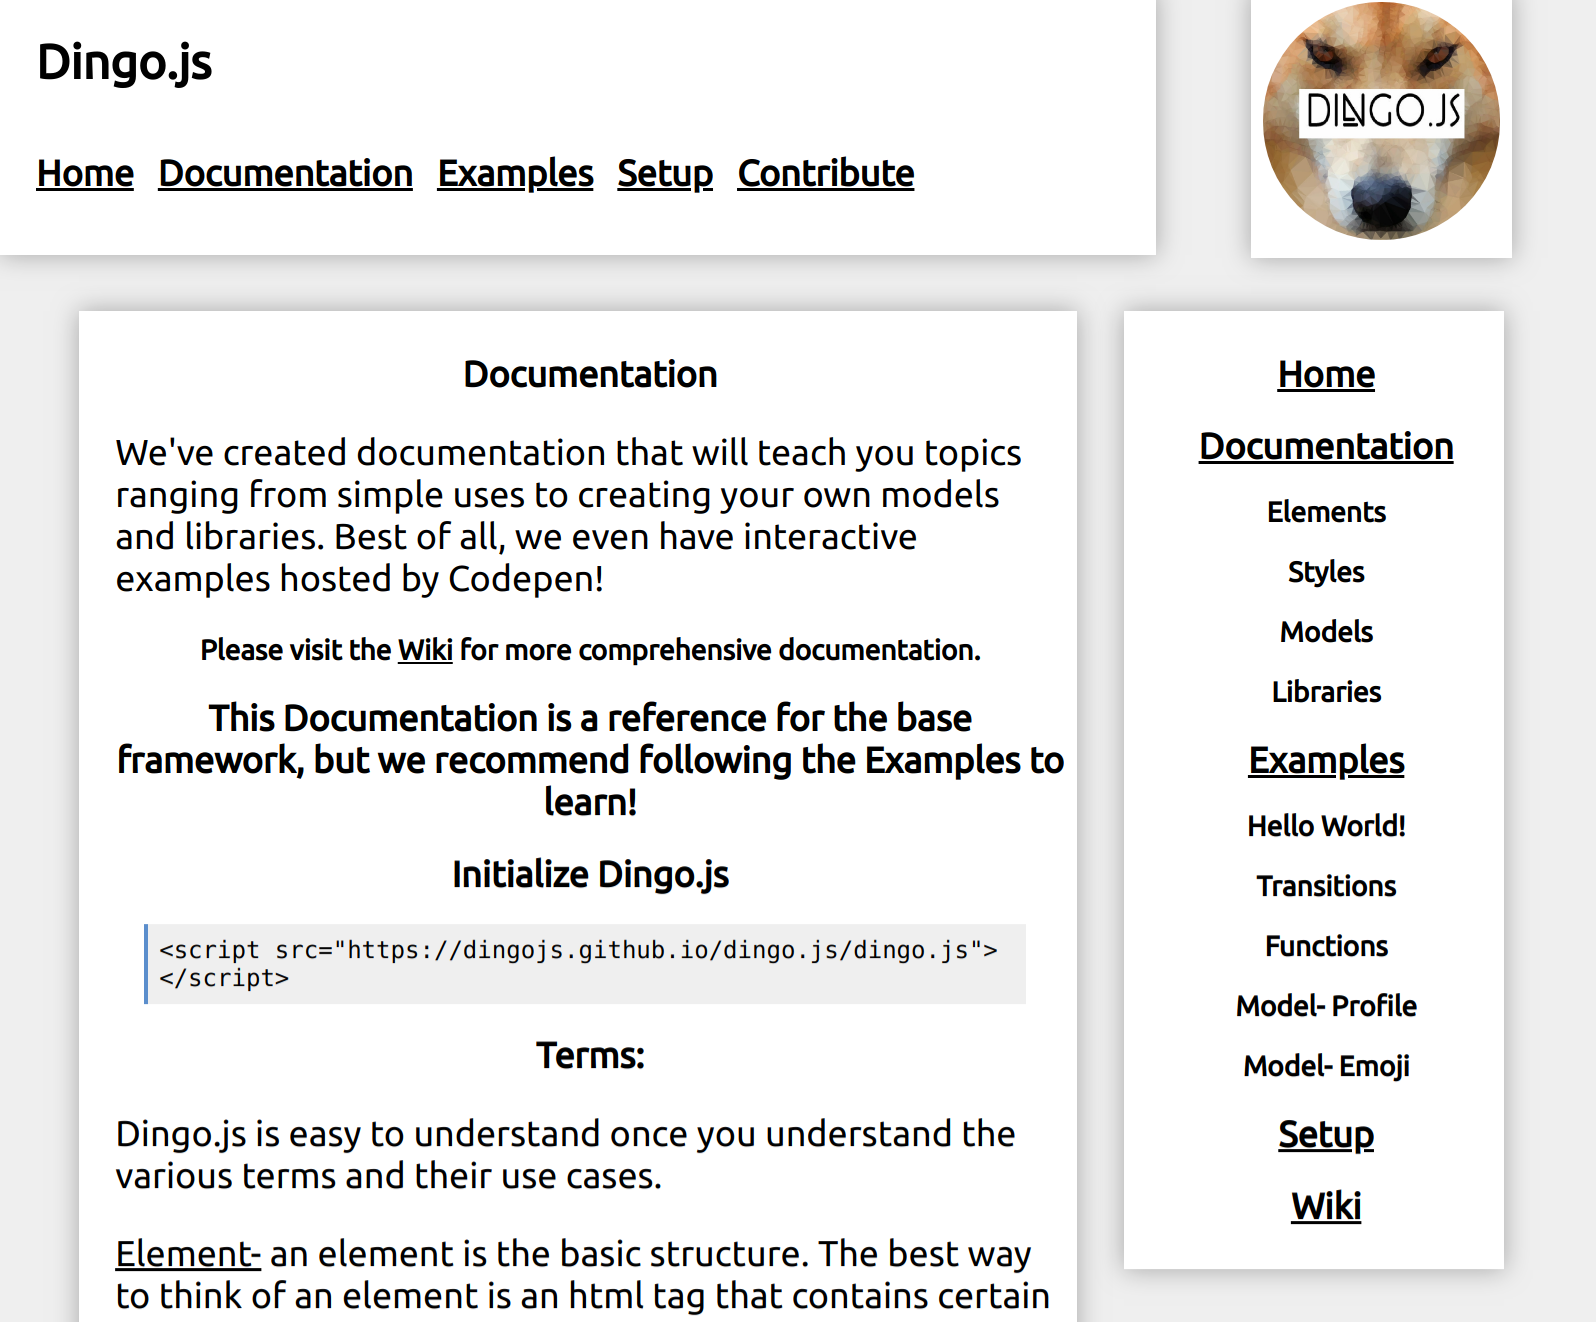 Dingo.js
Home Documentation Examples Setup Contribute
DINGO.JS
Documentation
We've created documentation that will teach you topics
ranging from simple uses to creating your own models
and libraries. Best of all, we even have interactive
examples hosted by Codepen!
Please visit the Wiki for more comprehensive documentation.
This Documentation is a reference for the base
framework, but we recommend following the Examples to
learn!
Initialize Dingo.js
<script src="https://dingojs.github.io/dingo.js/dingo.js">
</script>
Terms:
Dingo.js is easy to understand once you understand the
various terms and their use cases.
Element- an element is the basic structure. The best way
to think of an element is an html tag that contains certain
Home
Documentation
Elements
Styles
Models
Libraries
Examples
Hello World!
Transitions
Functions
Model- Profile
Model- Emoji
Setup
Wiki